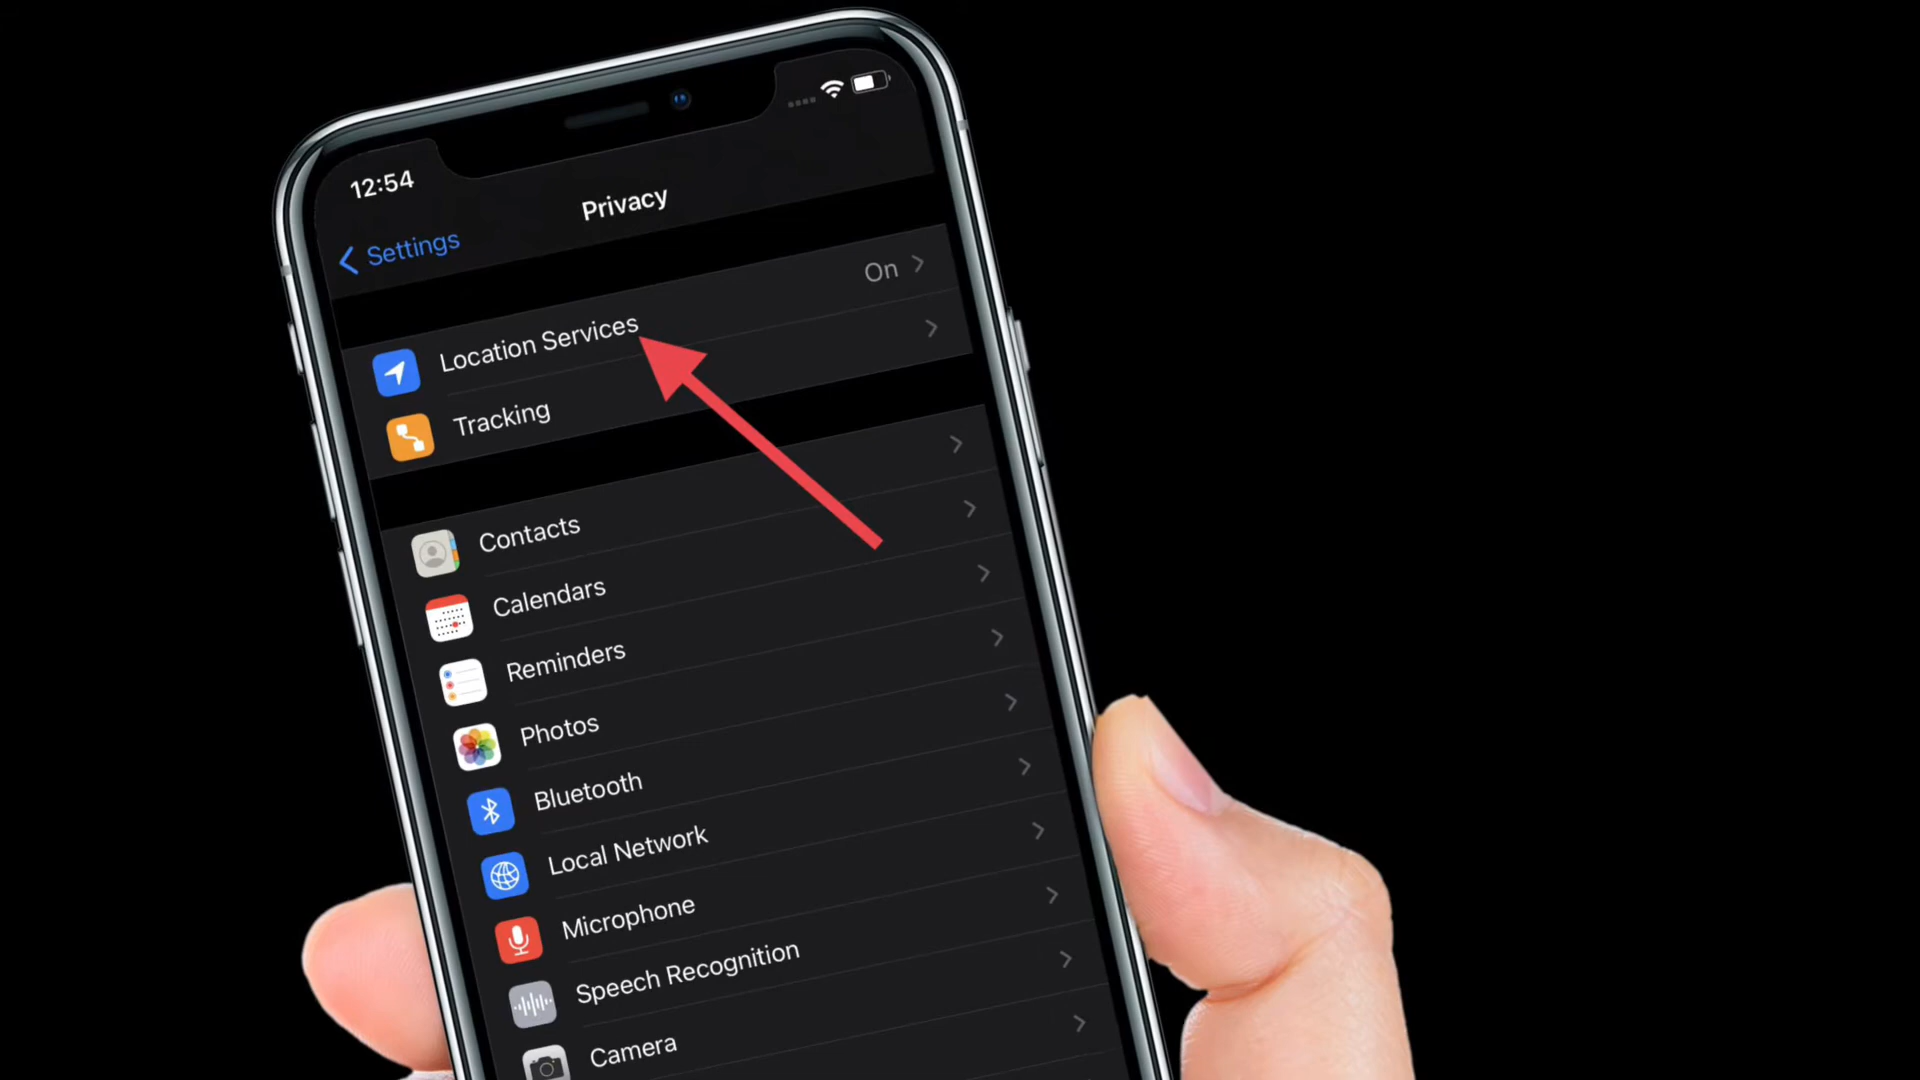 12:54
Settings
Privacy
Location Services
On
Tracking
Contacts
Calendars
Reminders
Photos
Bluetooth
Local Network
Microphone
Speech Recognition
Camera